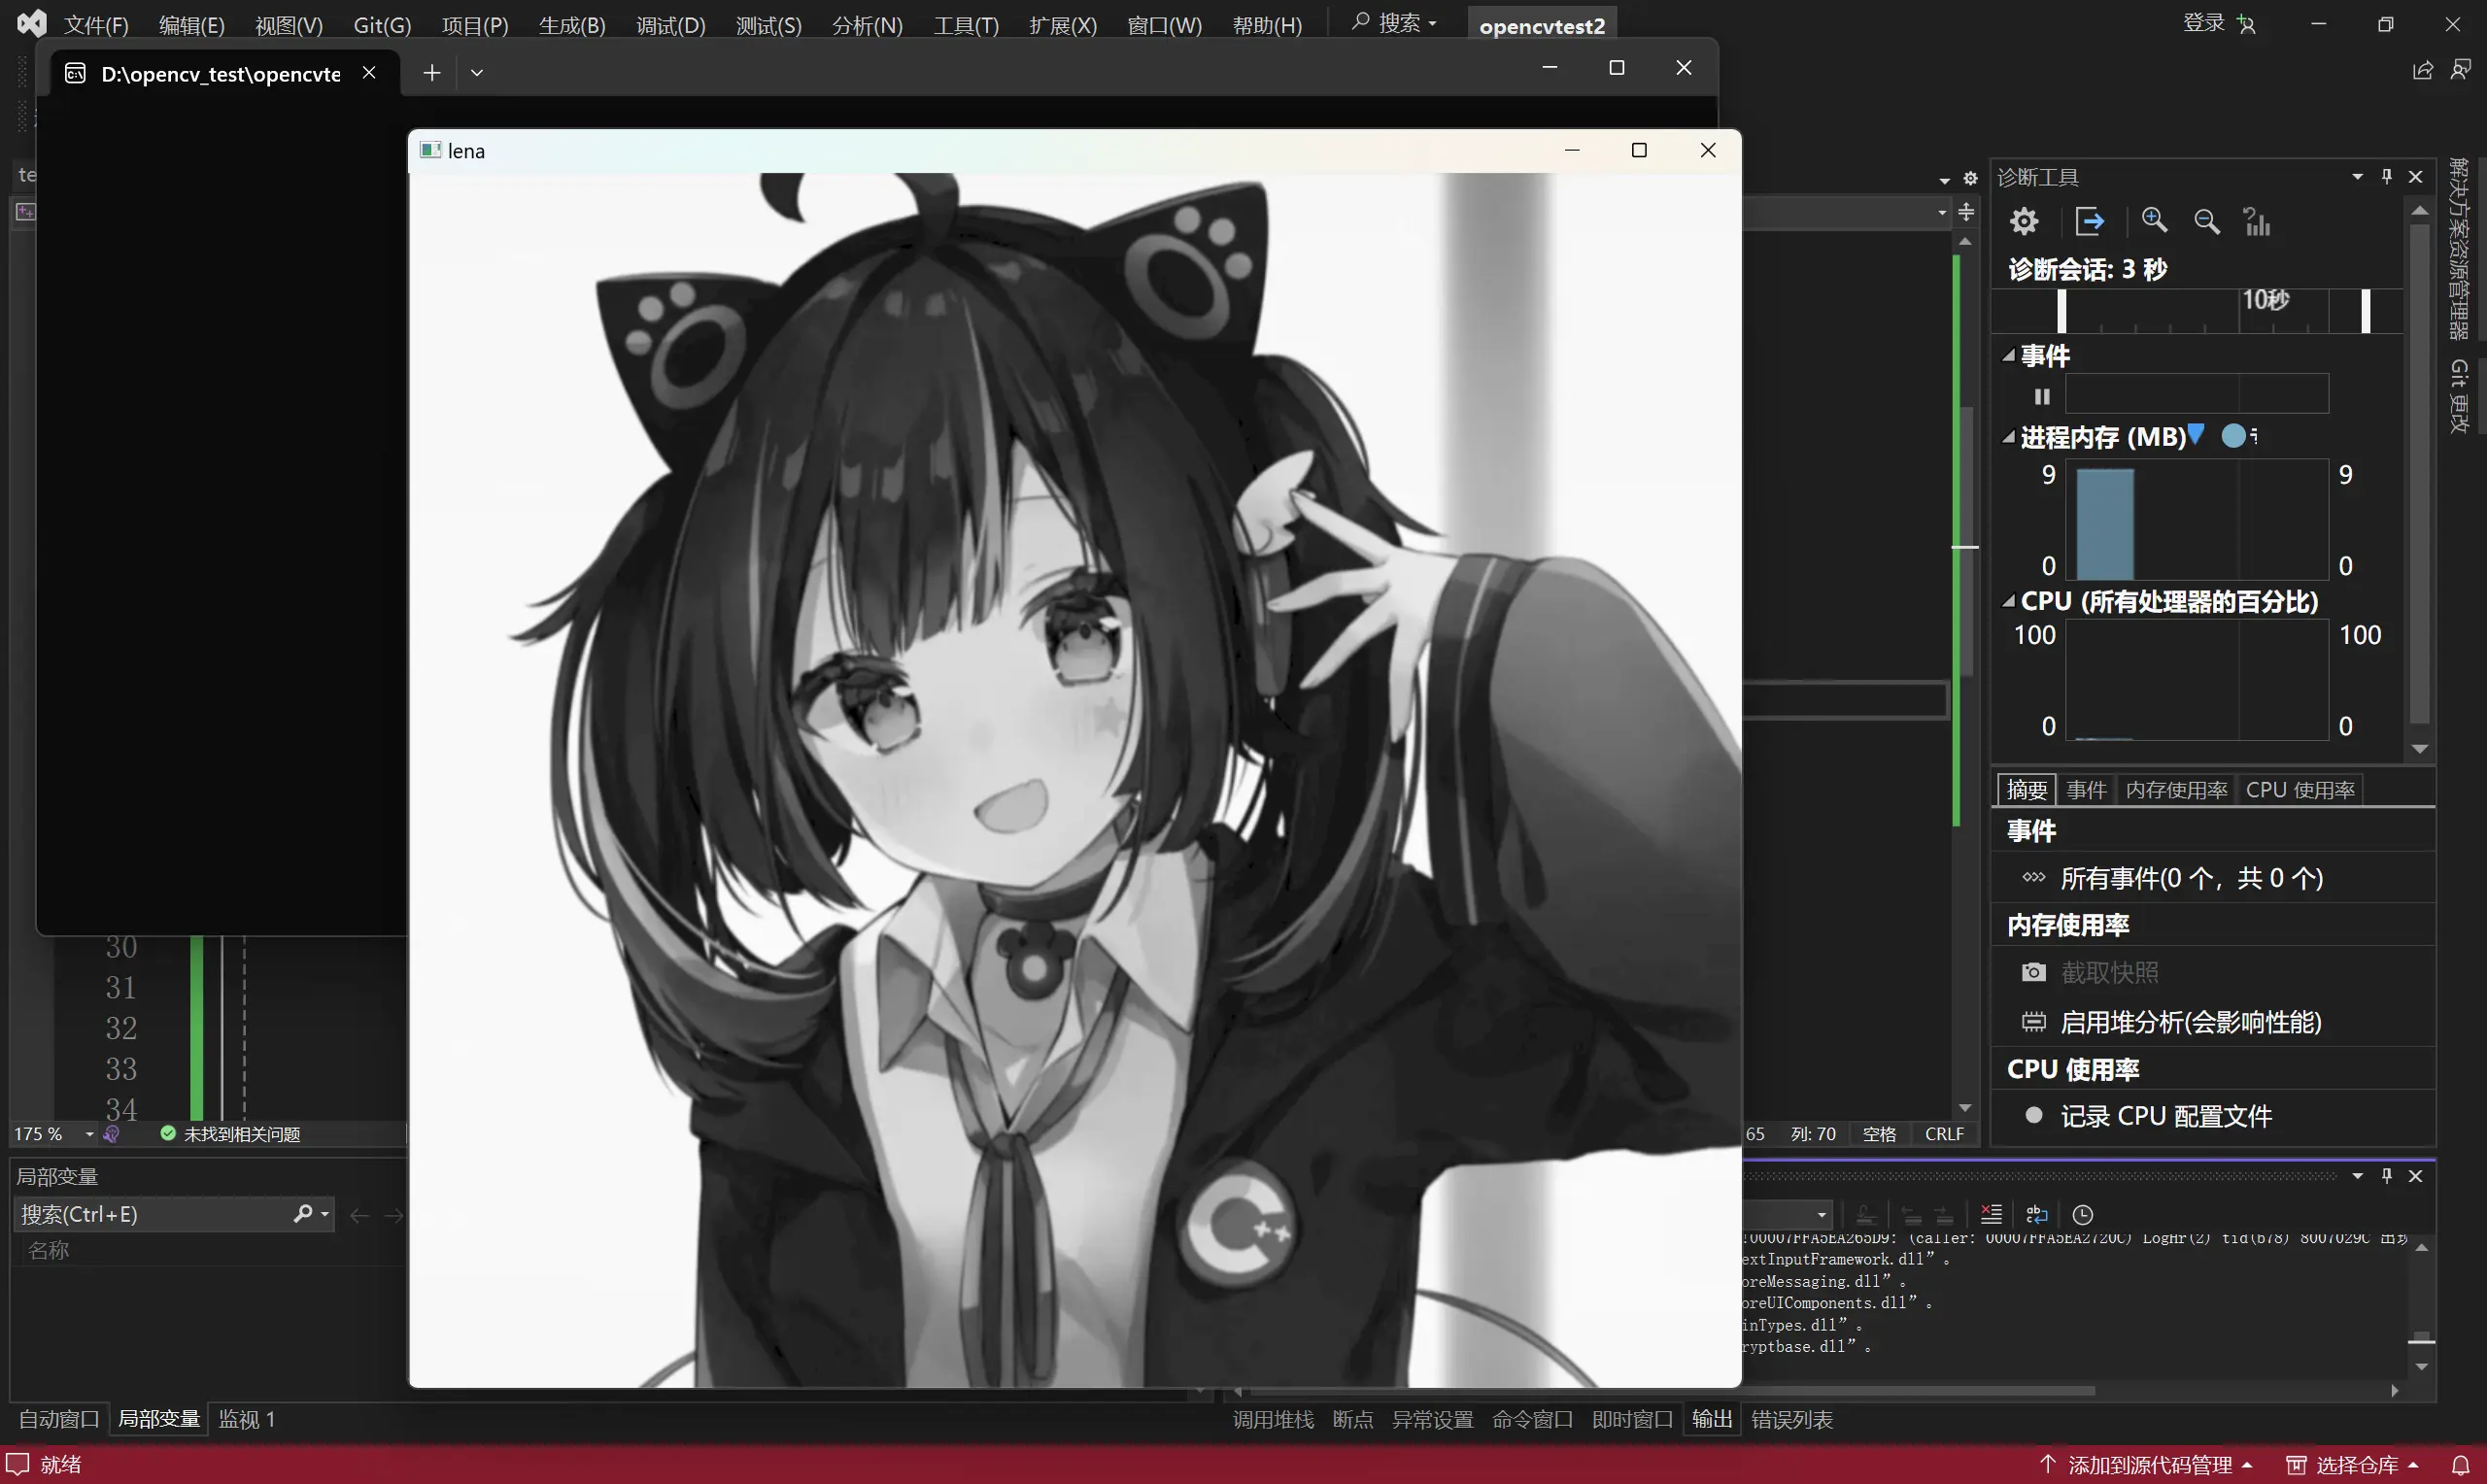 文件(F) 编辑(E) 视图(V) Git(G) 项目(P) 生成(B) 调试(D) 测试(S) 分析(N) 工具(T) 扩展(X) 窗口(W) 帮助(H) 搜索 opencvtest2 登录
D:\opencv_test\opencvte
lena
te
诊断工具
诊断会话: 3 秒
10秒
事件
进程内存 (MB)
9 9
0 0
CPU (所有处理器的百分比)
100 100
0 0
摘要 事件 内存使用率 CPU 使用率
事件
所有事件(0 个，共 0 个)
内存使用率
截取快照
启用堆分析(会影响性能)
CPU 使用率
记录 CPU 配置文件
解决方案资源管理器
Git 更改
30
31
32
33
34
C++
175 % 未找到相关问题 65 列: 70 空格 CRLF
局部变量
搜索(Ctrl+E)
名称
!00007FFA5EA265D9: (caller: 00007FFA5EA2720C) LogHr(2) tid(b78) 8007029C 出现
extInputFramework.dll”。
oreMessaging.dll”。
oreUIComponents.dll”。
inTypes.dll”。
ryptbase.dll”。
自动窗口 局部变量 监视 1
调用堆栈 断点 异常设置 命令窗口 即时窗口 输出 错误列表
就绪 添加到源代码管理 选择仓库